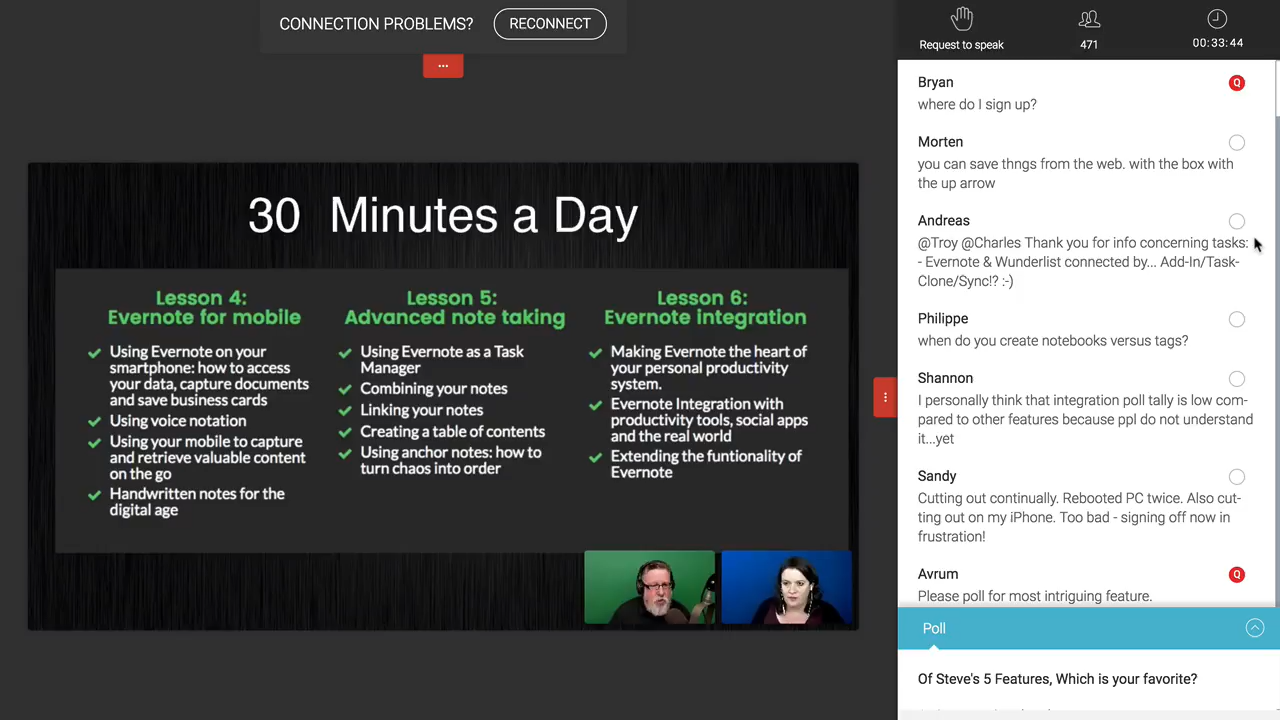 CONNECTION PROBLEMS?
RECONNECT
...
30 Minutes a Day
Lesson 4:
Evernote for mobile
Using Evernote on your
smartphone: how to access
your data, capture documents
and save business cards
Using voice notation
Using your mobile to capture
and retrieve valuable content
on the go
Handwritten notes for the
digital age
Lesson 5:
Advanced note taking
Using Evernote as a Task
Manager
Combining your notes
Linking your notes
Creating a table of contents
Using anchor notes: how to
turn chaos into order
Lesson 6:
Evernote integration
Making Evernote the heart of
your personal productivity
system.
Evernote Integration with
productivity tools, social apps
and the real world
Extending the funtionality of
Evernote
Request to speak
471
00:33:44
Bryan
Q
where do I sign up?
Morten
you can save thngs from the web. with the box with
the up arrow
Andreas
@Troy @Charles Thank you for info concerning tasks:
- Evernote & Wunderlist connected by... Add-In/Task-
Clone/Sync!? :-)
Philippe
when do you create notebooks versus tags?
Shannon
I personally think that integration poll tally is low com-
pared to other features because ppl do not understand
it...yet
Sandy
Cutting out continually. Rebooted PC twice. Also cut-
ting out on my iPhone. Too bad - signing off now in
frustration!
Avrum
Q
Please poll for most intriguing feature.
Poll
Of Steve's 5 Features, Which is your favorite?